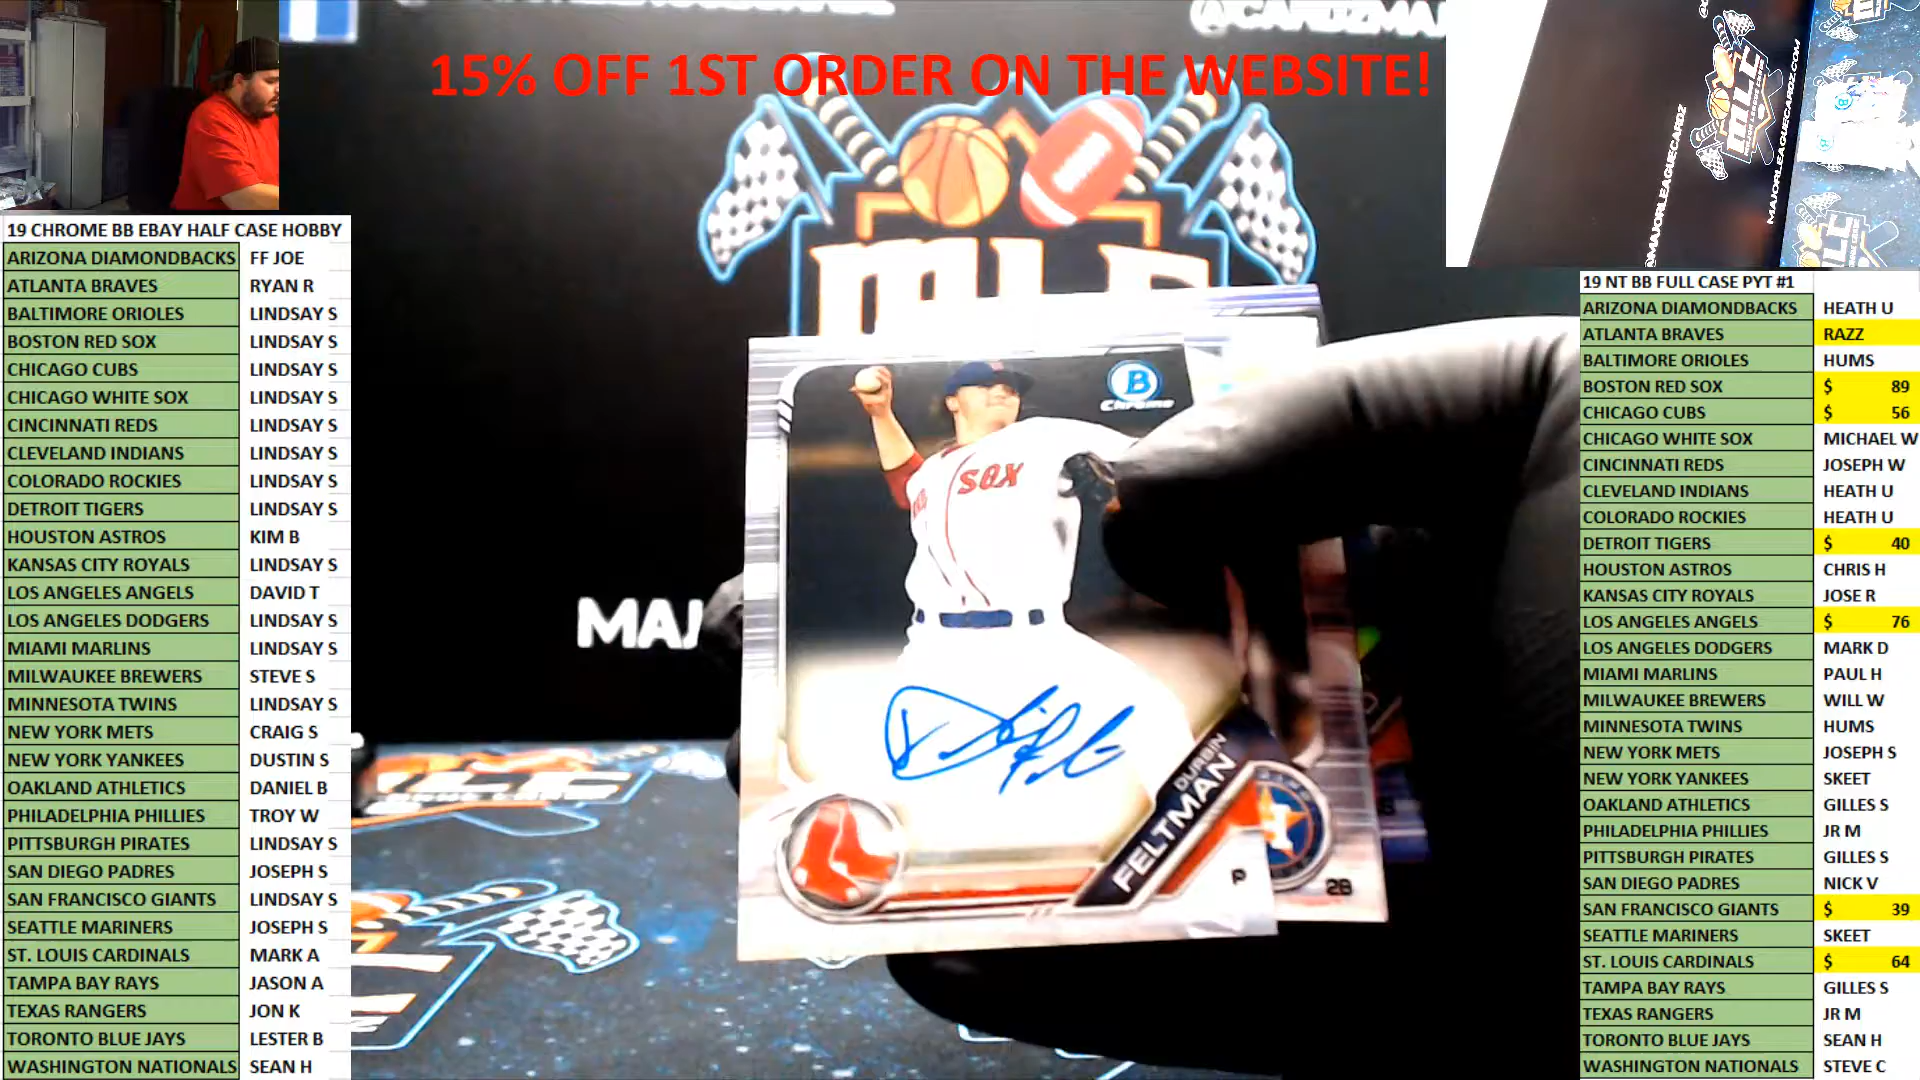 @CARDZMAJ
15% OFF 1ST ORDER ON THE WEBSITE!
MLC
@MAJORLEAGUECARDZ
MAJORLEAGUECARDZ.COM
MAJ
B
Chrome
SOX
DURBIN
FELTMAN
P
2B
19 CHROME BB EBAY HALF CASE HOBBY
ARIZONA DIAMONDBACKS FF JOE
ATLANTA BRAVES RYAN R
BALTIMORE ORIOLES LINDSAY S
BOSTON RED SOX LINDSAY S
CHICAGO CUBS LINDSAY S
CHICAGO WHITE SOX LINDSAY S
CINCINNATI REDS LINDSAY S
CLEVELAND INDIANS LINDSAY S
COLORADO ROCKIES LINDSAY S
DETROIT TIGERS LINDSAY S
HOUSTON ASTROS KIM B
KANSAS CITY ROYALS LINDSAY S
LOS ANGELES ANGELS DAVID T
LOS ANGELES DODGERS LINDSAY S
MIAMI MARLINS LINDSAY S
MILWAUKEE BREWERS STEVE S
MINNESOTA TWINS LINDSAY S
NEW YORK METS CRAIG S
NEW YORK YANKEES DUSTIN S
OAKLAND ATHLETICS DANIEL B
PHILADELPHIA PHILLIES TROY W
PITTSBURGH PIRATES LINDSAY S
SAN DIEGO PADRES JOSEPH S
SAN FRANCISCO GIANTS LINDSAY S
SEATTLE MARINERS JOSEPH S
ST. LOUIS CARDINALS MARK A
TAMPA BAY RAYS JASON A
TEXAS RANGERS JON K
TORONTO BLUE JAYS LESTER B
WASHINGTON NATIONALS SEAN H
19 NT BB FULL CASE PYT #1
ARIZONA DIAMONDBACKS HEATH U
ATLANTA BRAVES RAZZ
BALTIMORE ORIOLES HUMS
BOSTON RED SOX $ 89
CHICAGO CUBS $ 56
CHICAGO WHITE SOX MICHAEL W
CINCINNATI REDS JOSEPH W
CLEVELAND INDIANS HEATH U
COLORADO ROCKIES HEATH U
DETROIT TIGERS $ 40
HOUSTON ASTROS CHRIS H
KANSAS CITY ROYALS JOSE R
LOS ANGELES ANGELS $ 76
LOS ANGELES DODGERS MARK D
MIAMI MARLINS PAUL H
MILWAUKEE BREWERS WILL W
MINNESOTA TWINS HUMS
NEW YORK METS JOSEPH S
NEW YORK YANKEES SKEET
OAKLAND ATHLETICS GILLES S
PHILADELPHIA PHILLIES JR M
PITTSBURGH PIRATES GILLES S
SAN DIEGO PADRES NICK V
SAN FRANCISCO GIANTS $ 39
SEATTLE MARINERS SKEET
ST. LOUIS CARDINALS $ 64
TAMPA BAY RAYS GILLES S
TEXAS RANGERS JR M
TORONTO BLUE JAYS SEAN H
WASHINGTON NATIONALS STEVE C